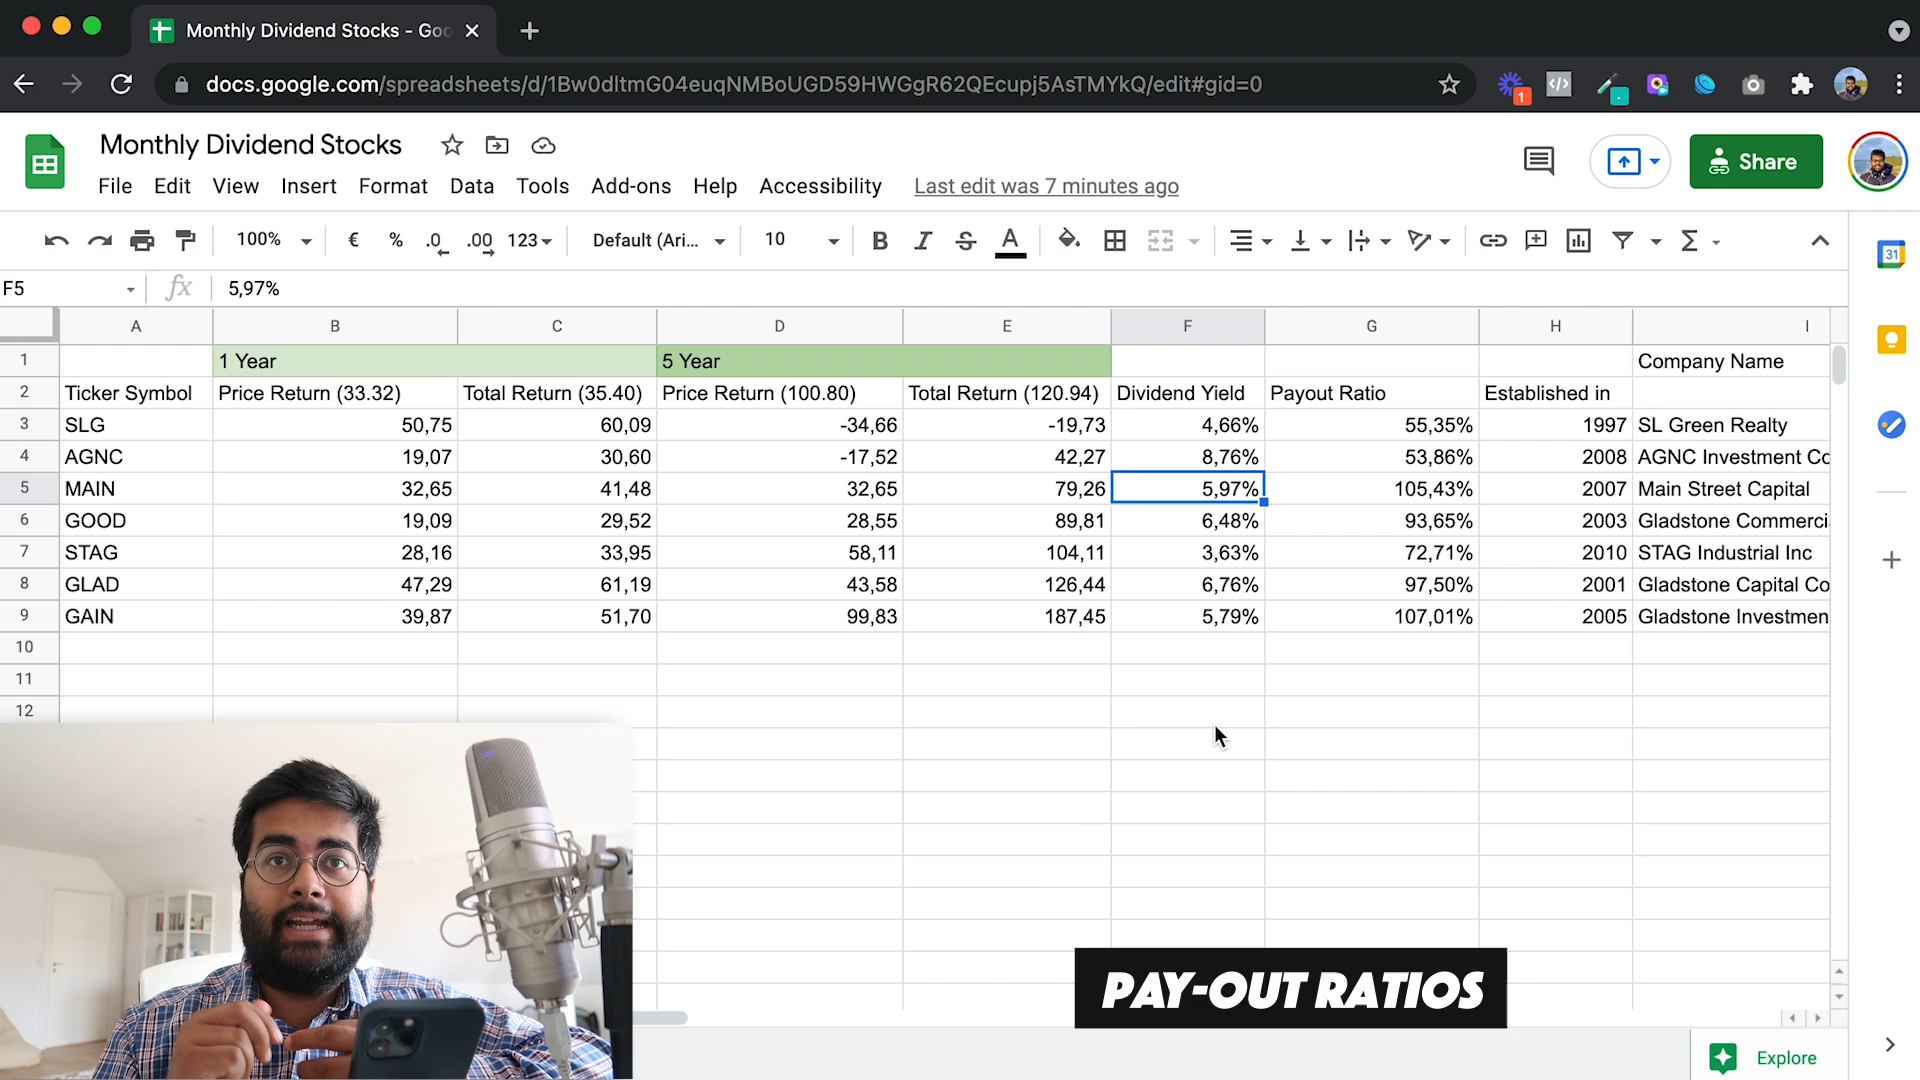 Monthly Dividend Stocks - Goo
docs.google.com/spreadsheets/d/1Bw0dltmG04euqNMBoUGD59HWGgR62QEcupj5AsTMYkQ/edit#gid=0
1
Monthly Dividend Stocks
File Edit View Insert Format Data Tools Add-ons Help Accessibility Last edit was 7 minutes ago
Share
100% € % .0 .00 123 Default (Ari... 10 B I S A
31
F5 fx 5,97%
A B C D E F G H I
1 1 Year 5 Year Company Name
2 Ticker Symbol Price Return (33.32) Total Return (35.40) Price Return (100.80) Total Return (120.94) Dividend Yield Payout Ratio Established in
3 SLG 50,75 60,09 -34,66 -19,73 4,66% 55,35% 1997 SL Green Realty
4 AGNC 19,07 30,60 -17,52 42,27 8,76% 53,86% 2008 AGNC Investment Co
5 MAIN 32,65 41,48 32,65 79,26 5,97% 105,43% 2007 Main Street Capital
6 GOOD 19,09 29,52 28,55 89,81 6,48% 93,65% 2003 Gladstone Commerci
7 STAG 28,16 33,95 58,11 104,11 3,63% 72,71% 2010 STAG Industrial Inc
8 GLAD 47,29 61,19 43,58 126,44 6,76% 97,50% 2001 Gladstone Capital Co
9 GAIN 39,87 51,70 99,83 187,45 5,79% 107,01% 2005 Gladstone Investmen
10
11
12
PAY-OUT RATIOS
Explore